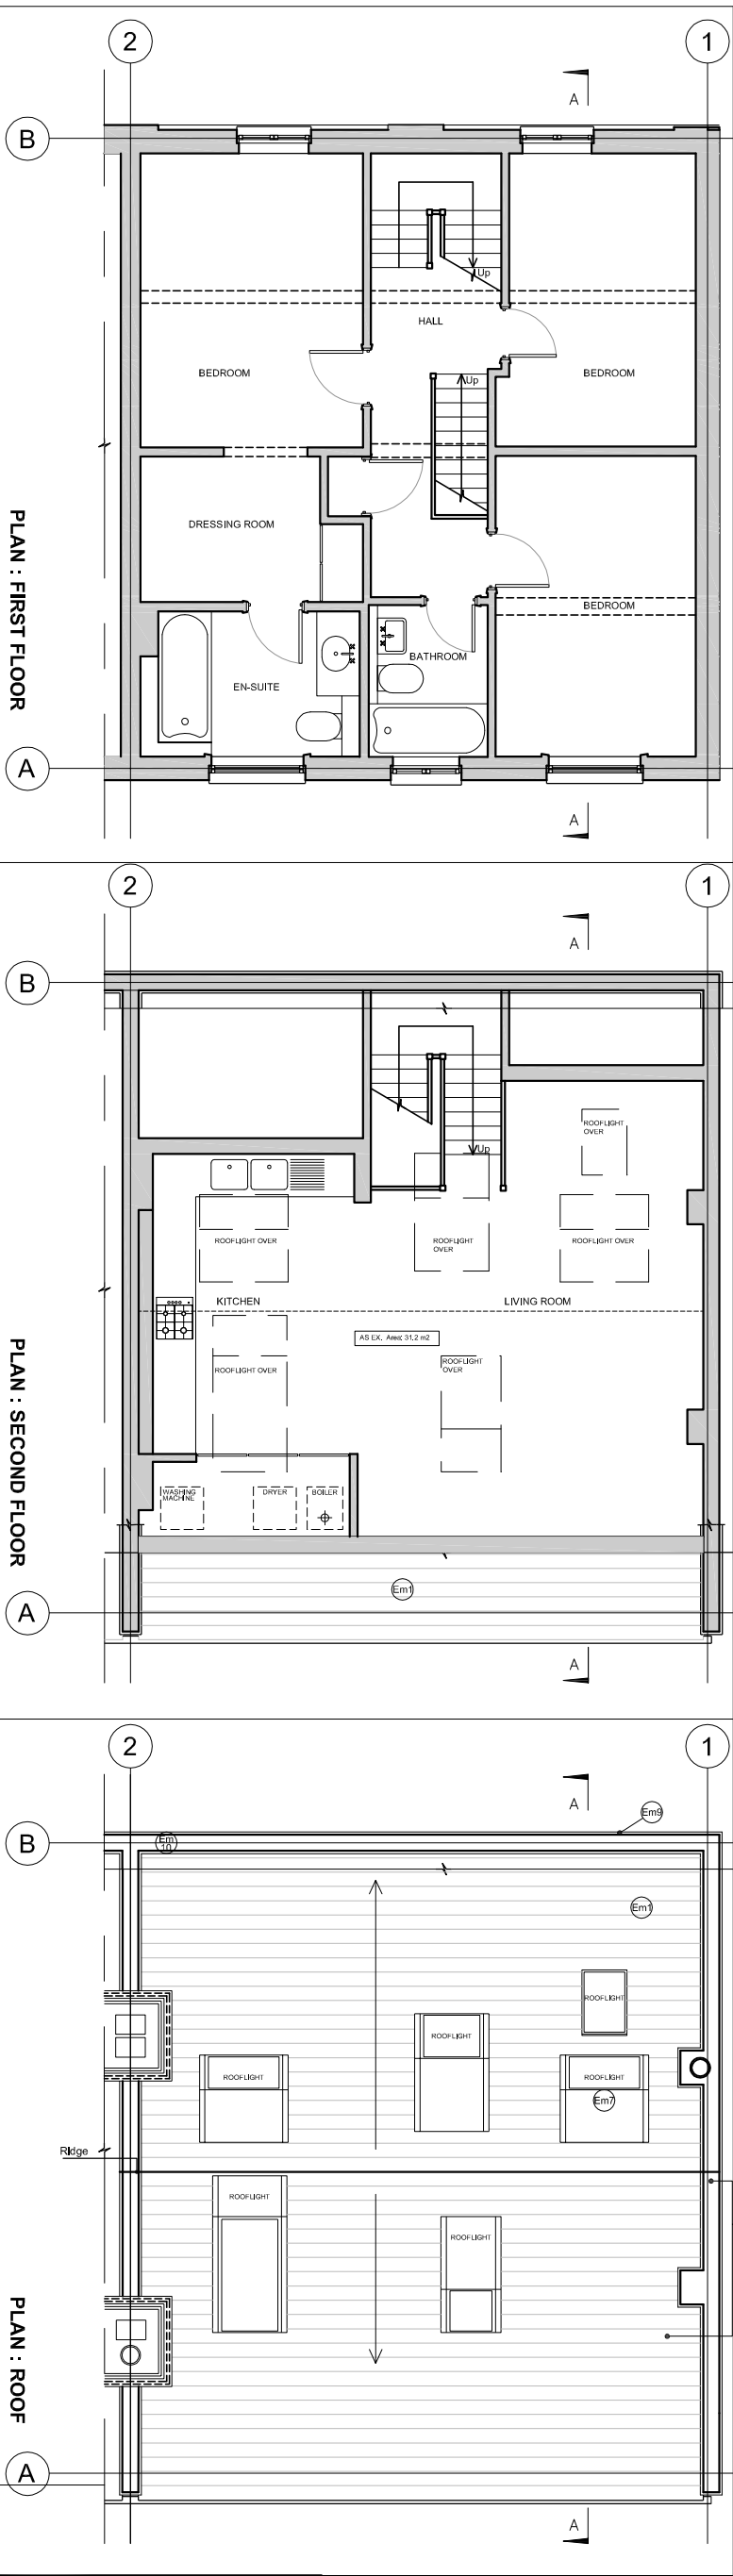 2
1
A
B
Up
HALL
Up
BEDROOM
BEDROOM
DRESSING ROOM
BEDROOM
BATHROOM
EN-SUITE
A
A
PLAN : FIRST FLOOR
2
1
A
B
ROOFLIGHT
OVER
Up
ROOFLIGHT OVER
ROOFLIGHT
OVER
ROOFLIGHT OVER
KITCHEN
LIVING ROOM
AS EX, Area: 31,2 m2
ROOFLIGHT
OVER
ROOFLIGHT OVER
WASHING
MACHINE
DRYER
BOILER
Em1
A
A
PLAN : SECOND FLOOR
2
1
A
Em9
B
Em
10
Em1
ROOFLIGHT
ROOFLIGHT
ROOFLIGHT
ROOFLIGHT
Em7
Ridge
ROOFLIGHT
ROOFLIGHT
A
A
PLAN : ROOF